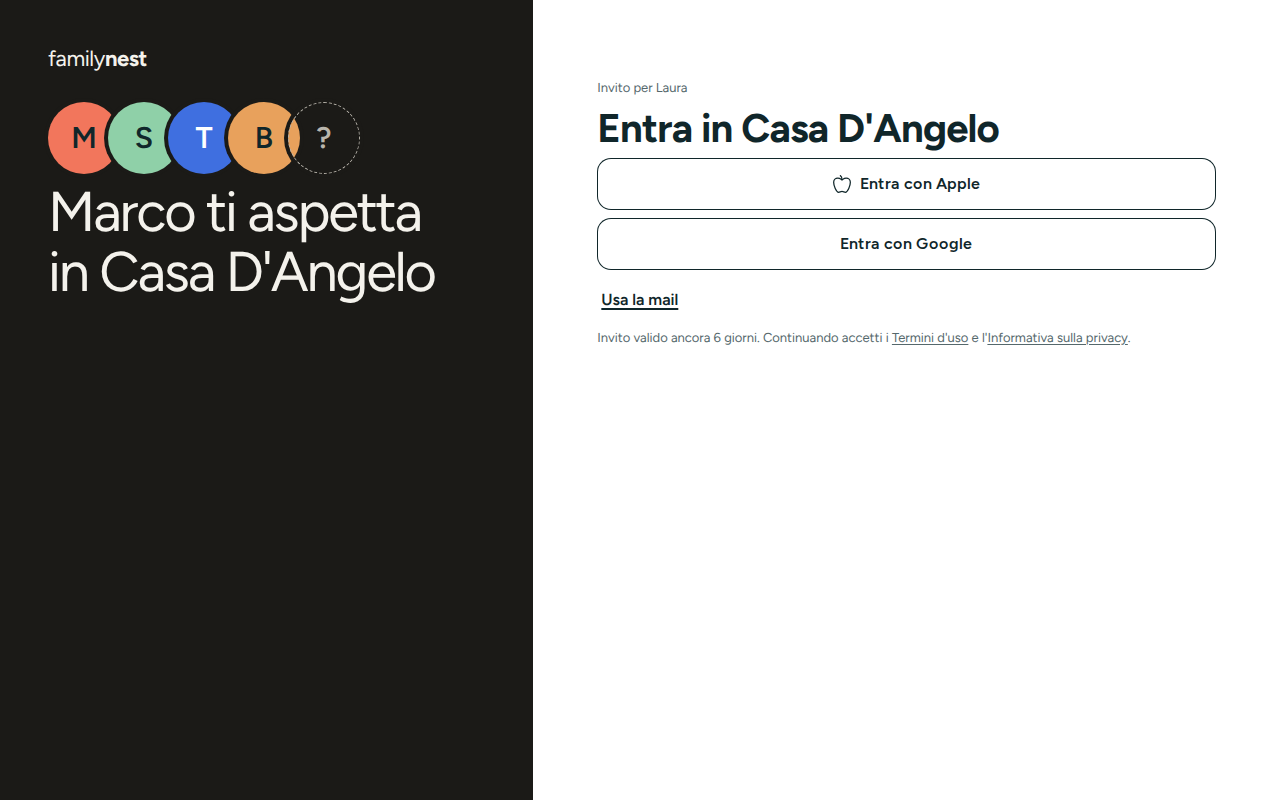 familynest
M S T B ?
Marco ti aspetta
in Casa D'Angelo
Invito per Laura
Entra in Casa D'Angelo
Entra con Apple
Entra con Google
Usa la mail
Invito valido ancora 6 giorni. Continuando accetti i Termini d'uso e l'Informativa sulla privacy.